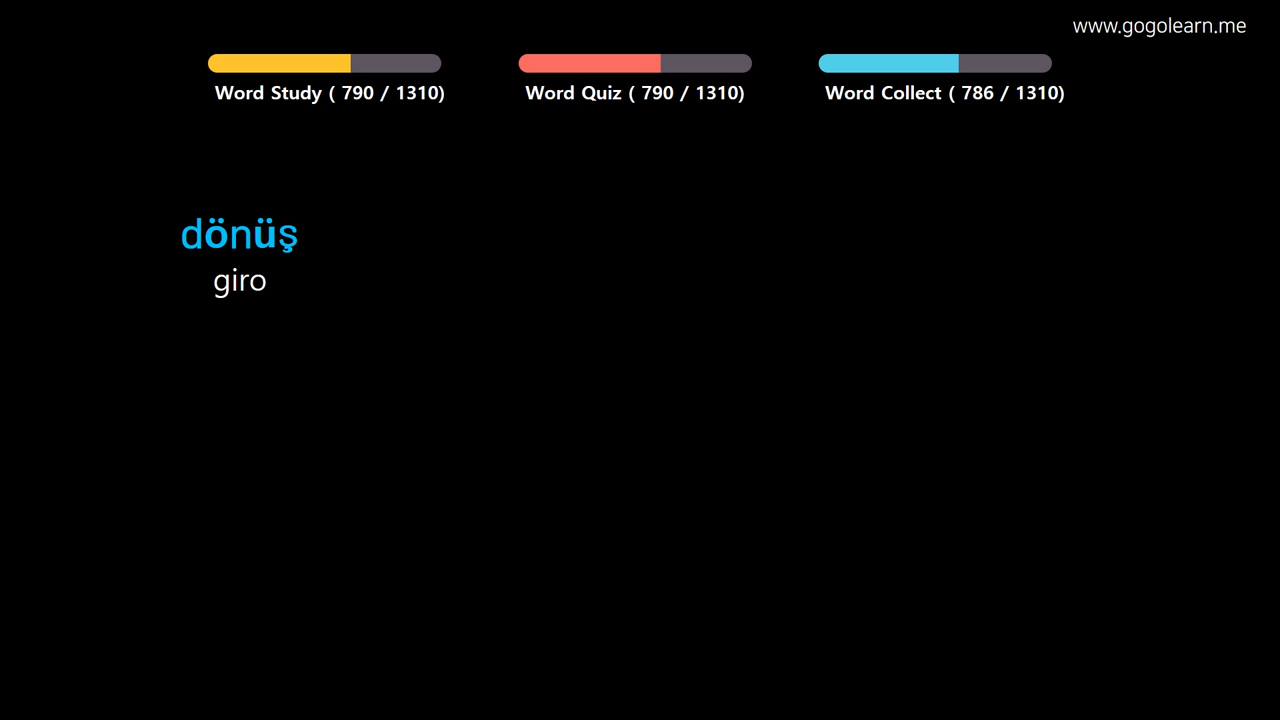 www.gogolearn.me
Word Study ( 790 / 1310)
Word Quiz ( 790 / 1310)
Word Collect ( 786 / 1310)
dönüş
giro